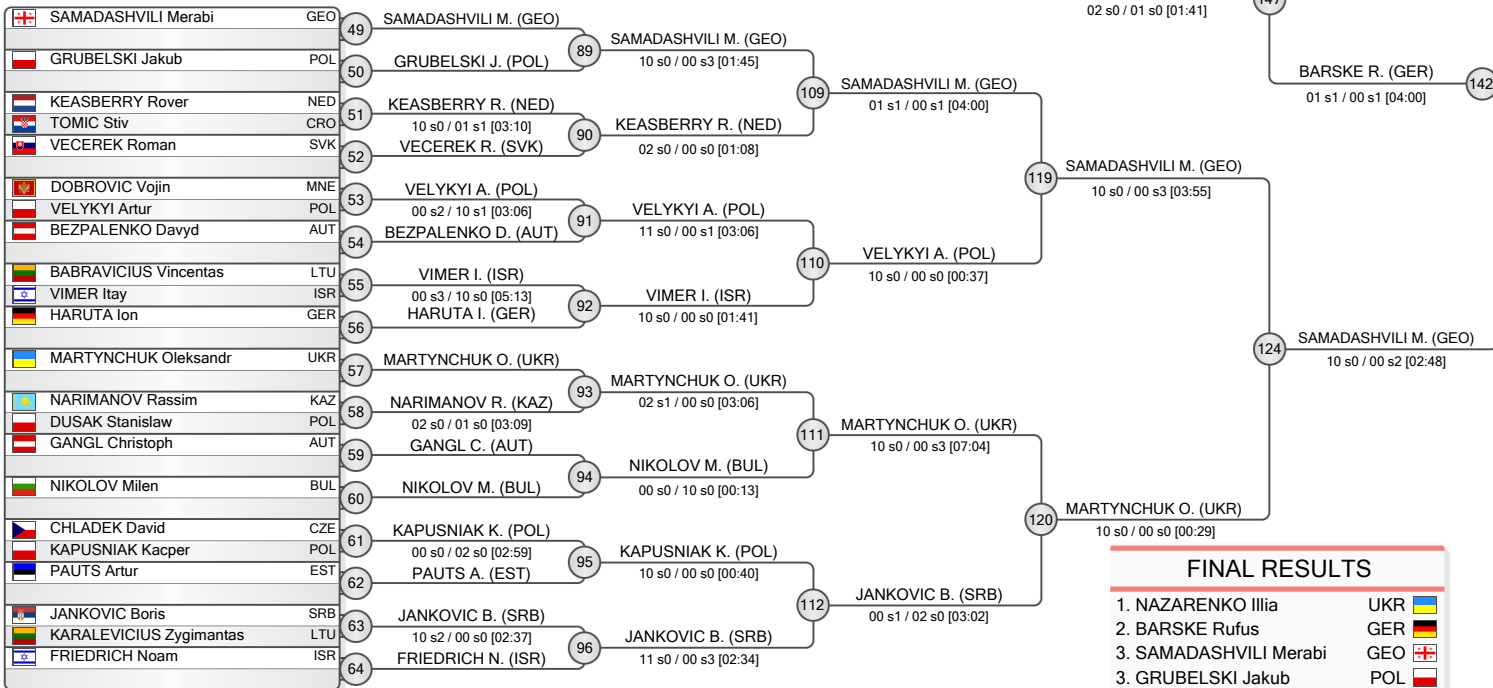 SAMADASHVILI Merabi GEO
GRUBELSKI Jakub POL
KEASBERRY Rover NED
TOMIC Stiv CRO
VECEREK Roman SVK
DOBROVIC Vojin MNE
VELYKYI Artur POL
BEZPALENKO Davyd AUT
BABRAVICIUS Vincentas LTU
VIMER Itay ISR
HARUTA Ion GER
MARTYNCHUK Oleksandr UKR
NARIMANOV Rassim KAZ
DUSAK Stanislaw POL
GANGL Christoph AUT
NIKOLOV Milen BUL
CHLADEK David CZE
KAPUSNIAK Kacper POL
PAUTS Artur EST
JANKOVIC Boris SRB
KARALEVICIUS Zygimantas LTU
FRIEDRICH Noam ISR
49
50
51
52
53
54
55
56
57
58
59
60
61
62
63
64
SAMADASHVILI M. (GEO)
GRUBELSKI J. (POL)
KEASBERRY R. (NED)
10 s0 / 01 s1 [03:10]
VECEREK R. (SVK)
VELYKYI A. (POL)
00 s2 / 10 s1 [03:06]
BEZPALENKO D. (AUT)
VIMER I. (ISR)
00 s3 / 10 s0 [05:13]
HARUTA I. (GER)
MARTYNCHUK O. (UKR)
NARIMANOV R. (KAZ)
02 s0 / 01 s0 [03:09]
GANGL C. (AUT)
NIKOLOV M. (BUL)
KAPUSNIAK K. (POL)
00 s0 / 02 s0 [02:59]
PAUTS A. (EST)
JANKOVIC B. (SRB)
10 s2 / 00 s0 [02:37]
FRIEDRICH N. (ISR)
89
90
91
92
93
94
95
96
SAMADASHVILI M. (GEO)
10 s0 / 00 s3 [01:45]
KEASBERRY R. (NED)
02 s0 / 00 s0 [01:08]
VELYKYI A. (POL)
11 s0 / 00 s1 [03:06]
VIMER I. (ISR)
10 s0 / 00 s0 [01:41]
MARTYNCHUK O. (UKR)
02 s1 / 00 s0 [03:06]
NIKOLOV M. (BUL)
00 s0 / 10 s0 [00:13]
KAPUSNIAK K. (POL)
10 s0 / 00 s0 [00:40]
JANKOVIC B. (SRB)
11 s0 / 00 s3 [02:34]
109
110
111
112
SAMADASHVILI M. (GEO)
01 s1 / 00 s1 [04:00]
VELYKYI A. (POL)
10 s0 / 00 s0 [00:37]
MARTYNCHUK O. (UKR)
10 s0 / 00 s3 [07:04]
JANKOVIC B. (SRB)
00 s1 / 02 s0 [03:02]
119
120
SAMADASHVILI M. (GEO)
10 s0 / 00 s3 [03:55]
MARTYNCHUK O. (UKR)
10 s0 / 00 s0 [00:29]
124
SAMADASHVILI M. (GEO)
10 s0 / 00 s2 [02:48]
02 s0 / 01 s0 [01:41]
BARSKE R. (GER)
01 s1 / 00 s1 [04:00]
142
FINAL RESULTS
1. NAZARENKO Illia UKR
2. BARSKE Rufus GER
3. SAMADASHVILI Merabi GEO
3. GRUBELSKI Jakub POL